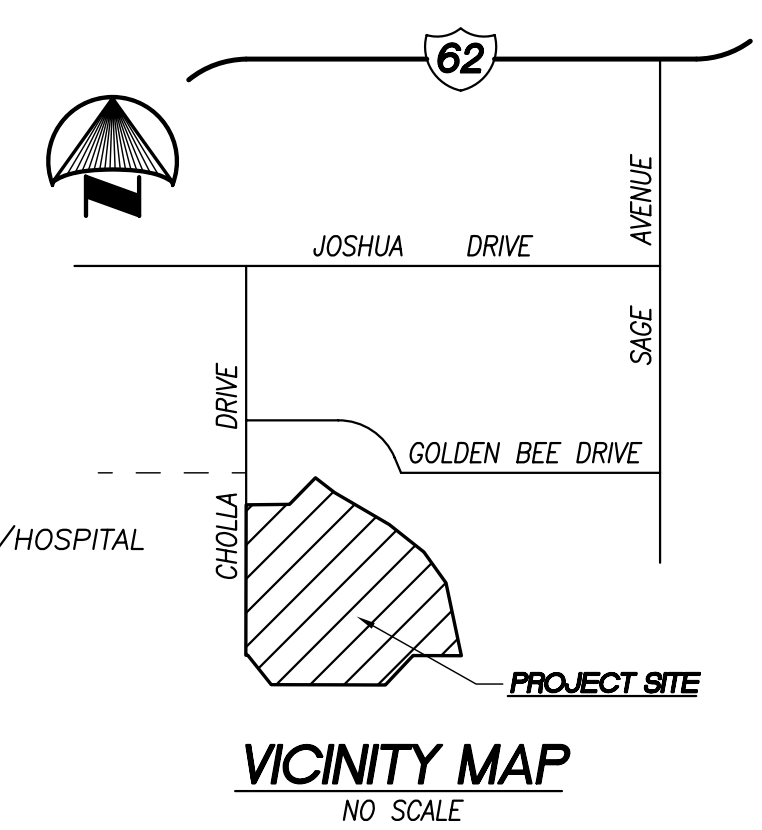 62
N
JOSHUA DRIVE
SAGE AVENUE
CHOLLA DRIVE
GOLDEN BEE DRIVE
/HOSPITAL
PROJECT SITE
VICINITY MAP
NO SCALE